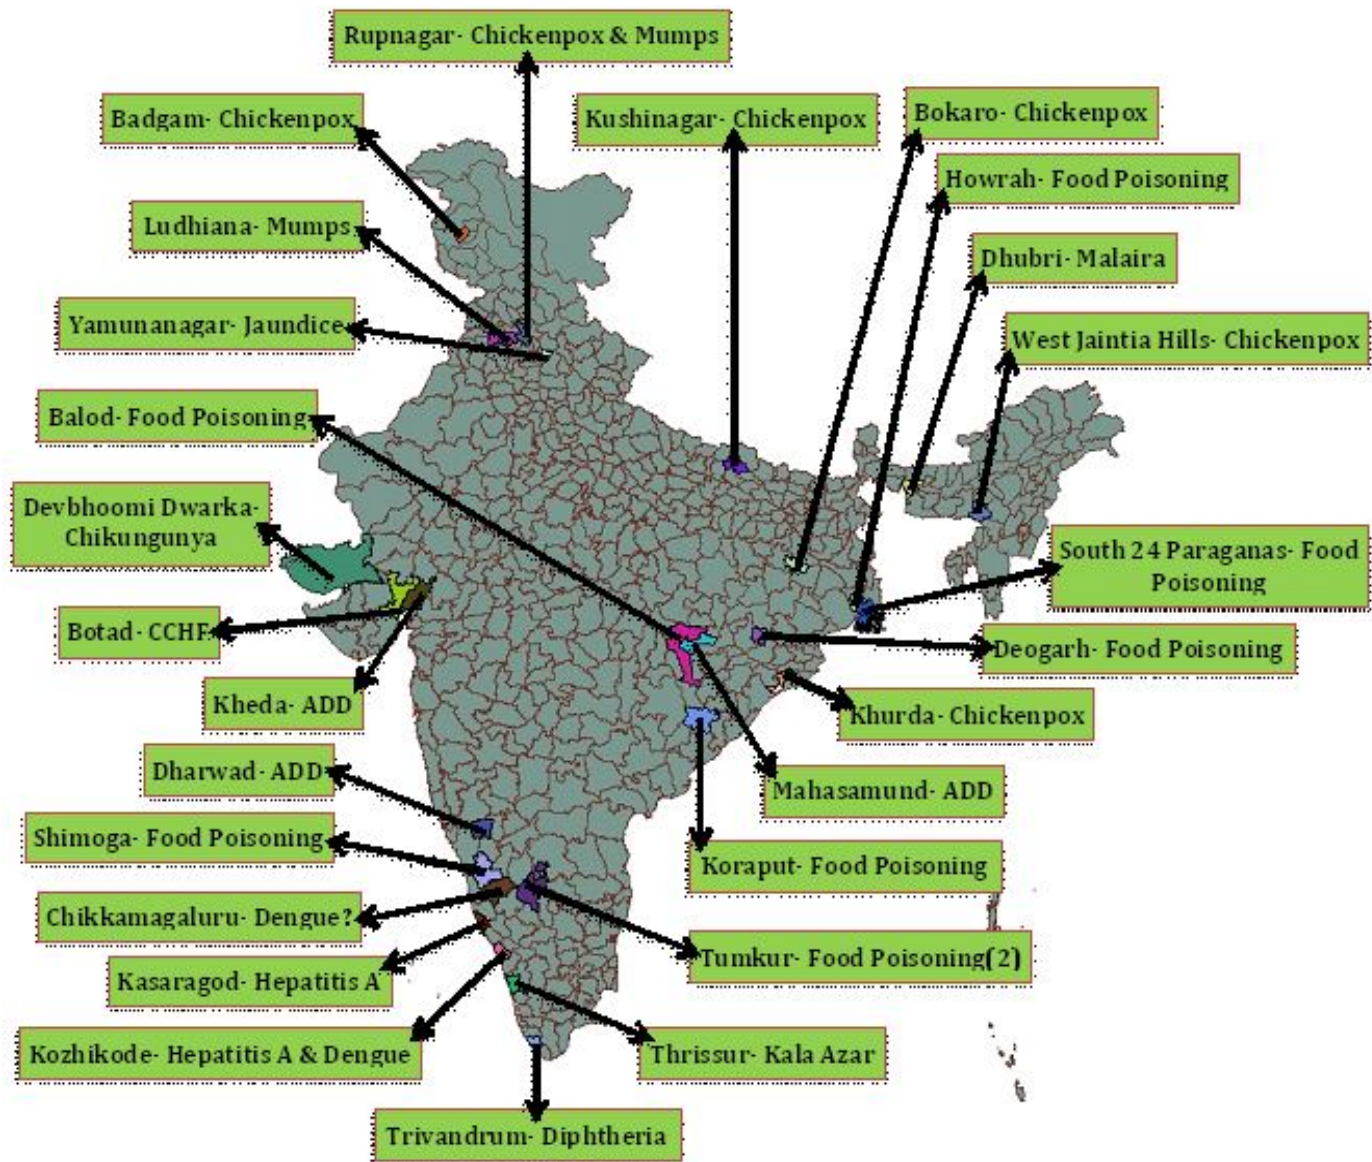 Rupnagar- Chickenpox & Mumps
Badgam- Chickenpox
Kushinagar- Chickenpox
Bokaro- Chickenpox
Howrah- Food Poisoning
Ludhiana- Mumps
Dhubri- Malaira
Yamunanagar- Jaundice
West Jaintia Hills- Chickenpox
Balod- Food Poisoning
Devbhoomi Dwarka-
Chikungunya
South 24 Paraganas- Food
Poisoning
Botad- CCHF
Deogarh- Food Poisoning
Kheda- ADD
Khurda- Chickenpox
Dharwad- ADD
Mahasamund- ADD
Shimoga- Food Poisoning
Koraput- Food Poisoning
Chikkamagaluru- Dengue?
Tumkur- Food Poisoning(2)
Kasaragod- Hepatitis A
Kozhikode- Hepatitis A & Dengue
Thrissur- Kala Azar
Trivandrum- Diphtheria